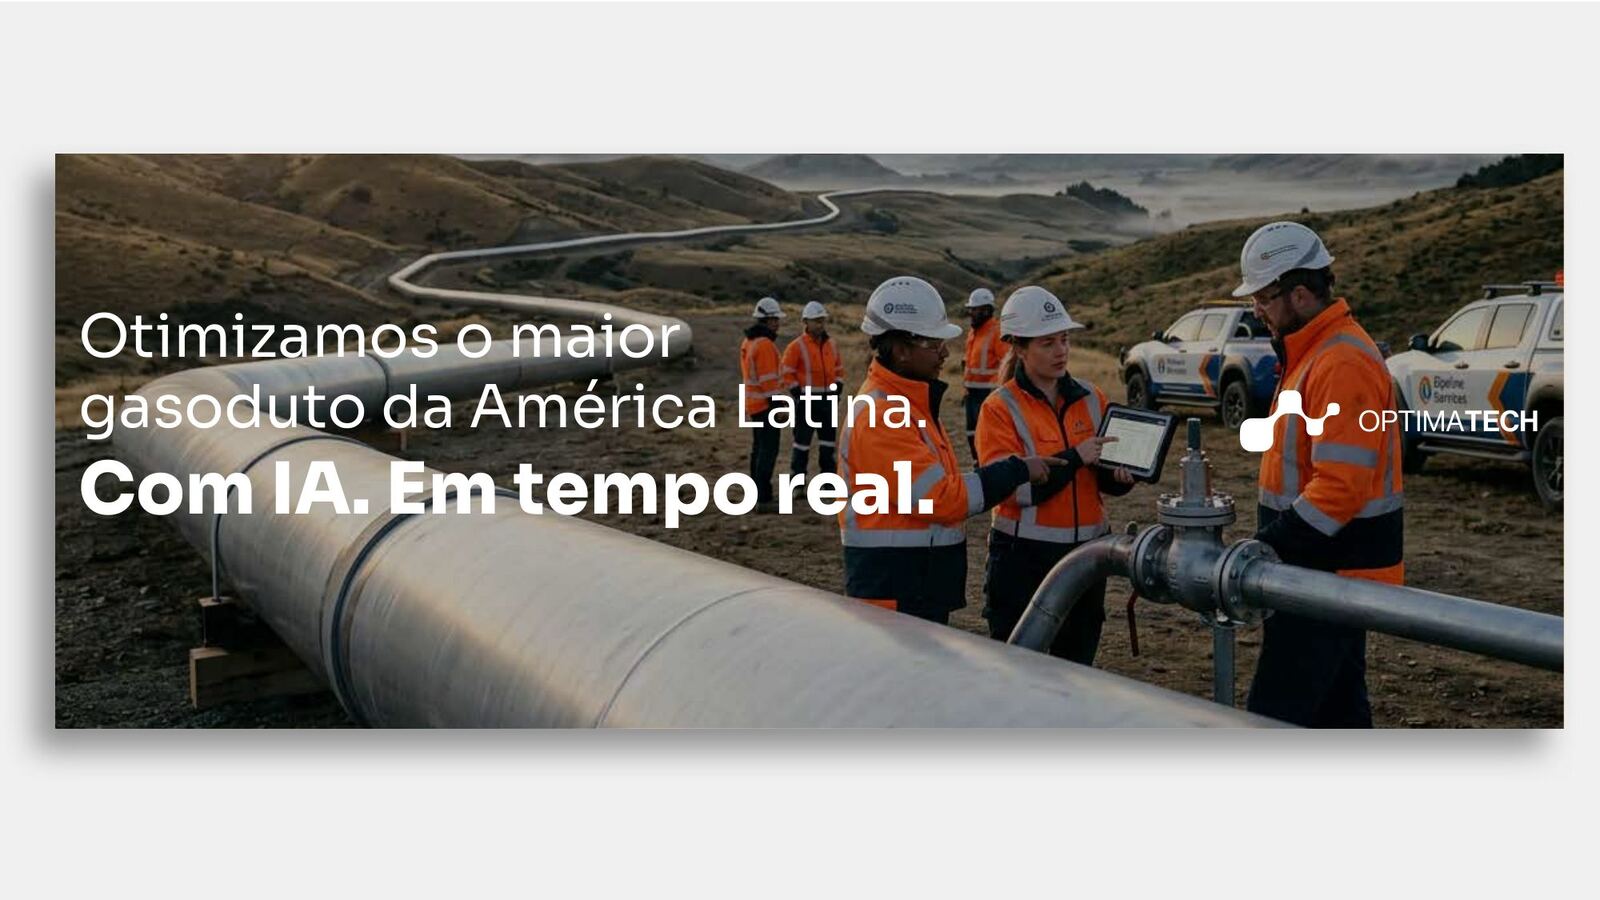 Otimizamos o maior
gasoduto da América Latina.
Com IA. Em tempo real.
OPTIMATECH